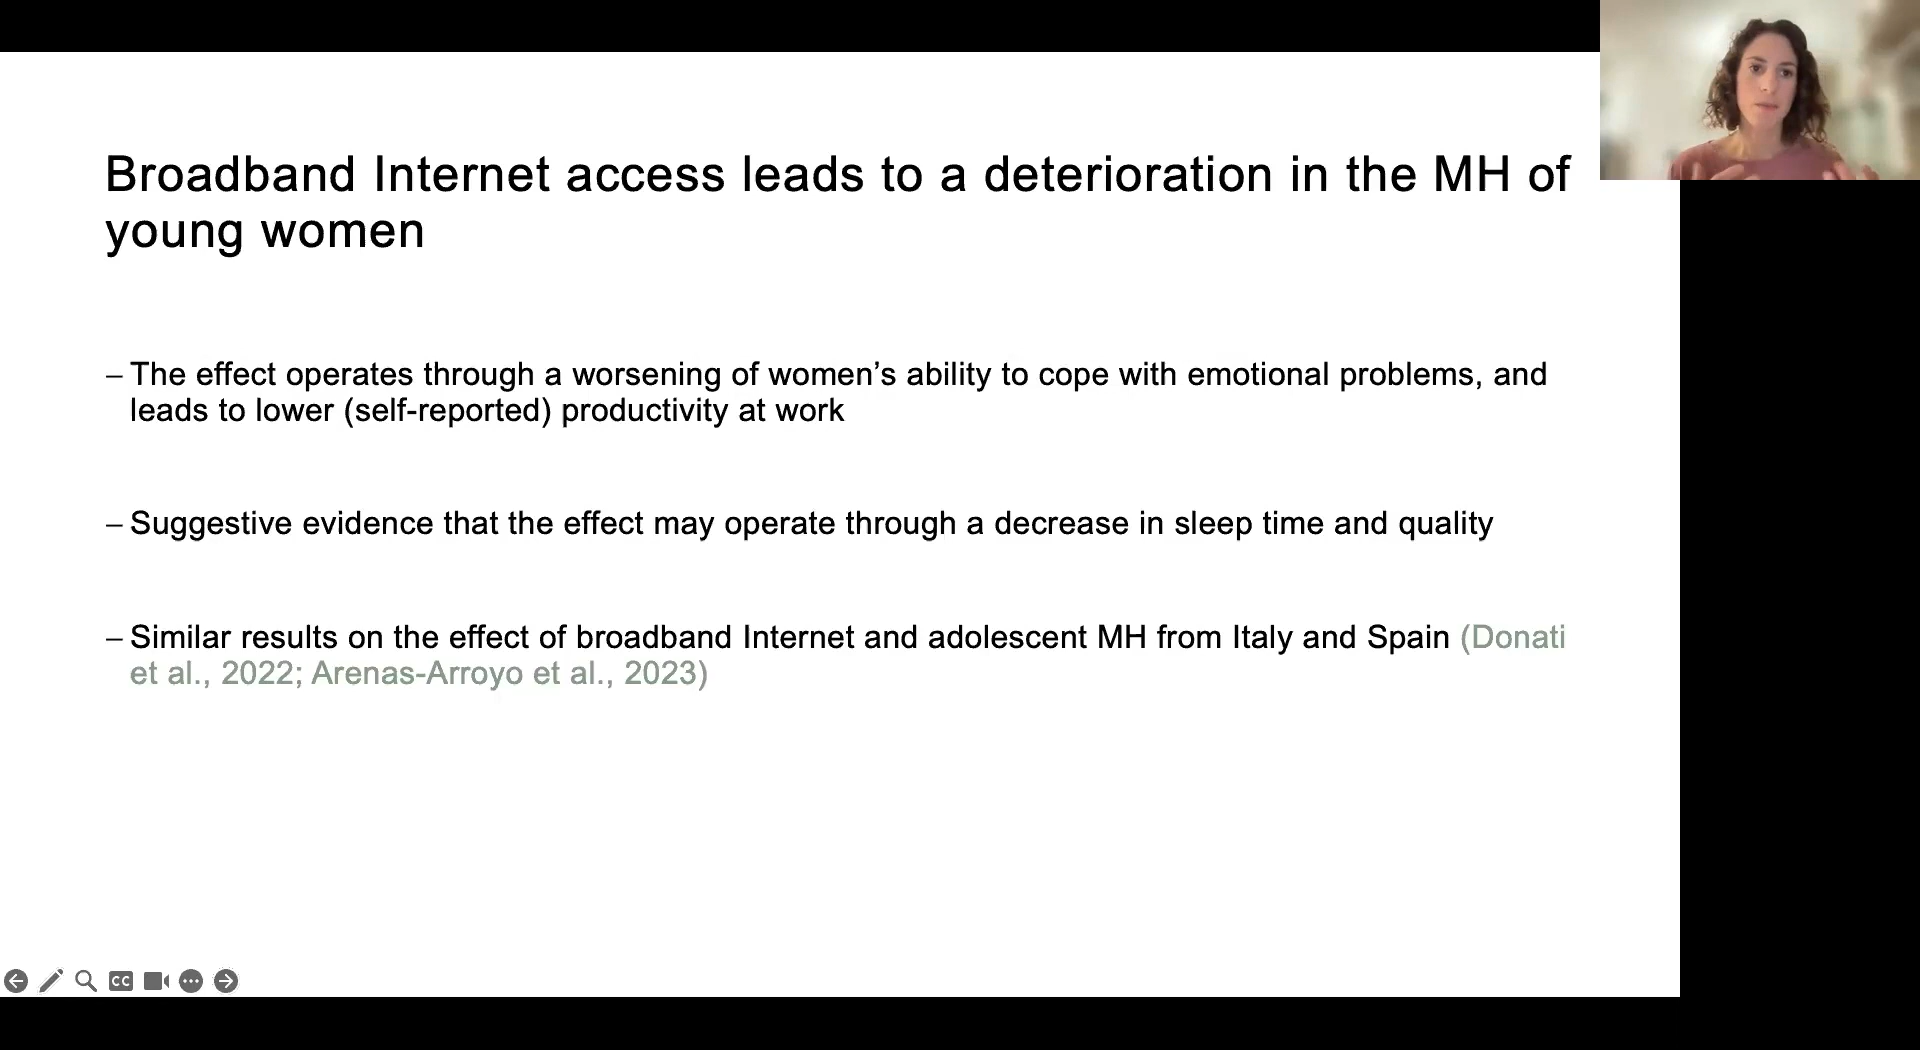 Broadband Internet access leads to a deterioration in the MH of
young women
– The effect operates through a worsening of women’s ability to cope with emotional problems, and
leads to lower (self-reported) productivity at work
– Suggestive evidence that the effect may operate through a decrease in sleep time and quality
– Similar results on the effect of broadband Internet and adolescent MH from Italy and Spain (Donati
et al., 2022; Arenas-Arroyo et al., 2023)
CC